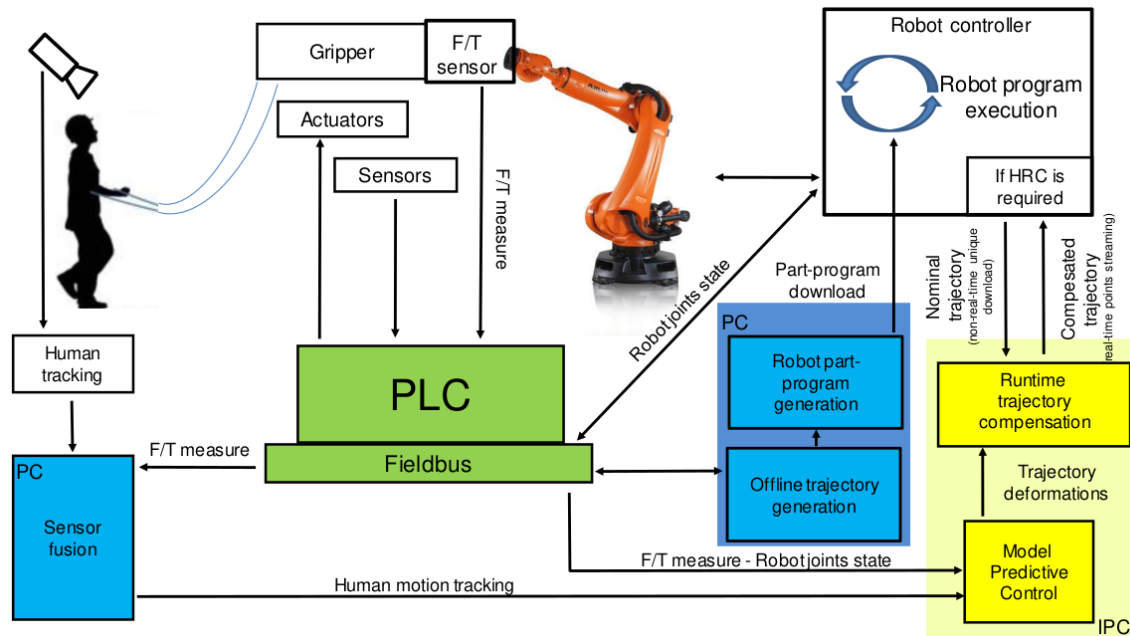 Gripper
F/T
sensor
Robot controller
Robot program
execution
If HRC is
required
Actuators
Sensors
F/T measure
Robot joints state
Part-program
download
Nominal
trajectory
(non-real-time unique
download)
Compensated
trajectory
real-time points streaming)
Human
tracking
PLC
Fieldbus
F/T measure
PC
Sensor
fusion
PC
Robot part-
program
generation
Offline trajectory
generation
Runtime
trajectory
compensation
Trajectory
deformations
Model
Predictive
Control
IPC
F/T measure - Robot joints state
Human motion tracking